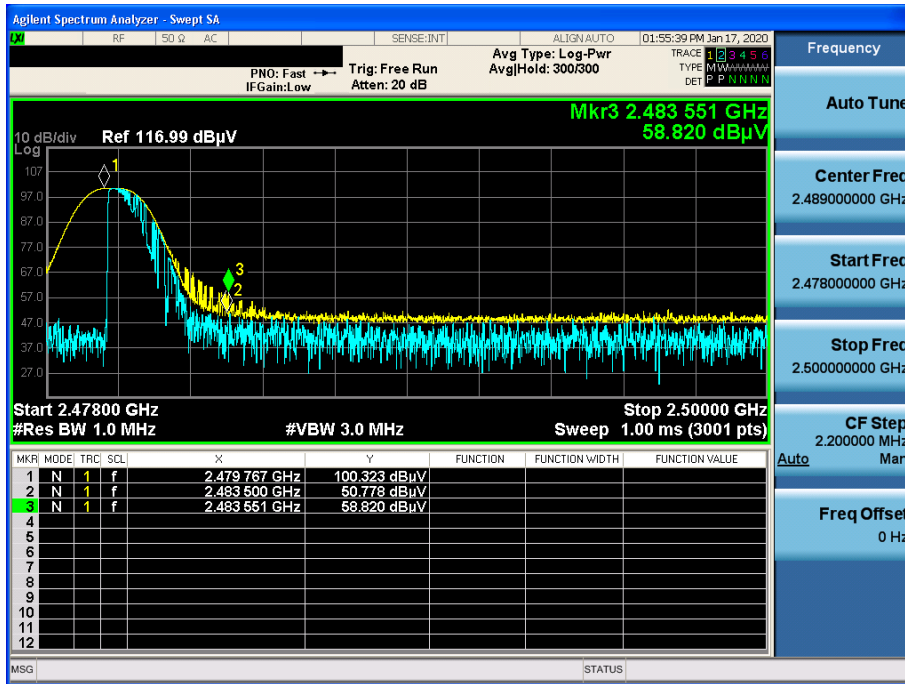 Agilent Spectrum Analyzer - Swept SA
LXI RF 50 Ω AC SENSE:INT ALIGN AUTO 01:55:39 PM Jan 17, 2020
Frequency
PNO: Fast Trig: Free Run Avg Type: Log-Pwr TRACE 1 2 3 4 5 6
IFGain:Low Atten: 20 dB Avg|Hold: 300/300 TYPE M
DET P P N N N N
Auto Tune
Mkr3 2.483 551 GHz
58.820 dBµV
10 dB/div Ref 116.99 dBµV
Log
107
97.0
87.0
77.0
67.0
57.0
47.0
37.0
27.0
1
3
2
Center Freq
2.489000000 GHz
Start Freq
2.478000000 GHz
Stop Freq
2.500000000 GHz
Start 2.47800 GHz Stop 2.50000 GHz
#Res BW 1.0 MHz #VBW 3.0 MHz Sweep 1.00 ms (3001 pts)
CF Step
2.200000 MHz
Auto Man
MKR MODE TRC SCL X Y FUNCTION FUNCTION WIDTH FUNCTION VALUE
1 N 1 f 2.479 767 GHz 100.323 dBµV
2 N 1 f 2.483 500 GHz 50.778 dBµV
3 N 1 f 2.483 551 GHz 58.820 dBµV
4
5
6
7
8
9
10
11
12
Freq Offset
0 Hz
MSG STATUS